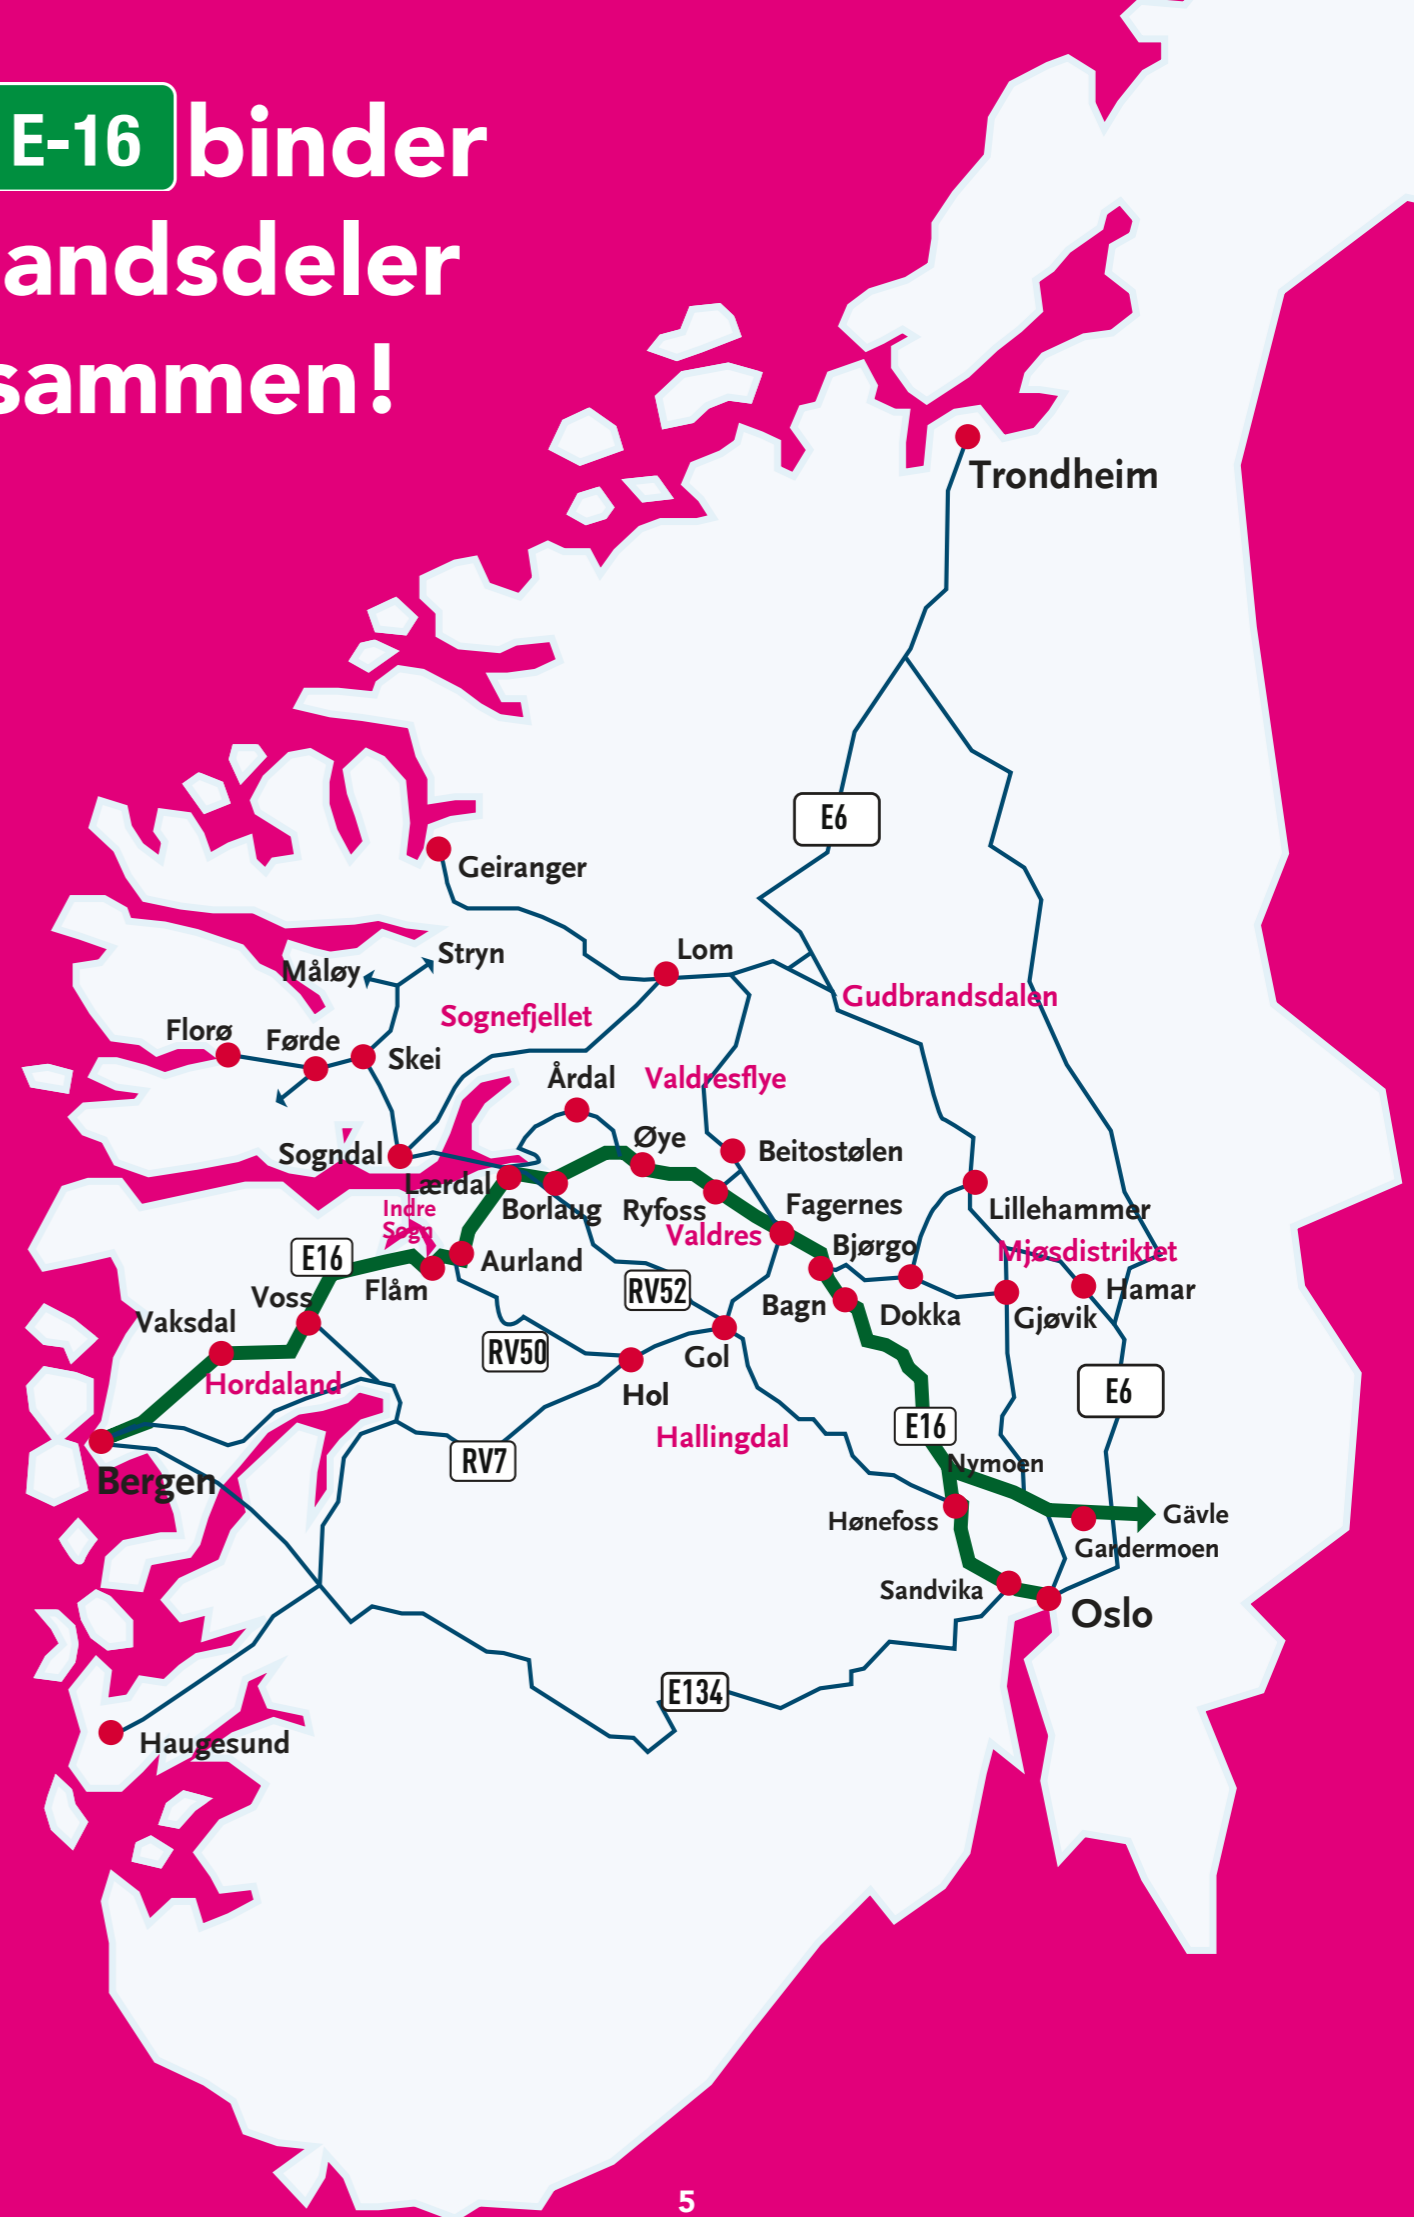 E-16 binder
andsdeler
sammen!
Trondheim
E6
Geiranger
Lom
Stryn
Måløy
Gudbrandsdalen
Sognefjellet
Florø
Førde
Skei
Årdal
Valdresflye
Øye
Beitostølen
Sogndal
Lærdal
Borlaug
Ryfoss
Fagernes
Lillehammer
Indre
Sogn
Valdres
Bjørgo
Mjøsdistriktet
E16
Aurland
Flåm
RV52
Hamar
Voss
Bagn
Dokka
Gjøvik
Vaksdal
RV50
Gol
Hordaland
Hol
E6
Hallingdal
E16
RV7
Nymoen
Bergen
Hønefoss
Gävle
Gardermoen
Sandvika
Oslo
E134
Haugesund
5